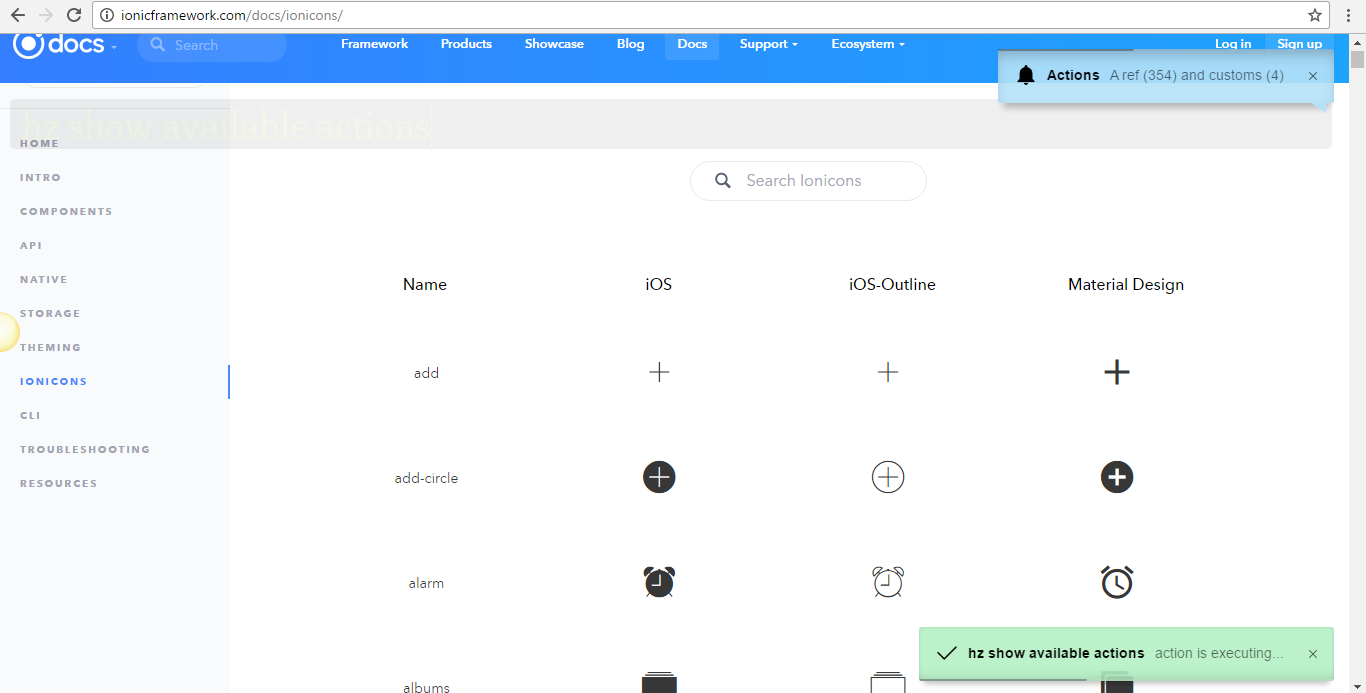 ionicframework.com/docs/ionicons/
docs Search Framework Products Showcase Blog Docs Support Ecosystem Log in Sign up
Actions A ref (354) and customs (4)
hz show available actions
HOME
Search Ionicons
INTRO
COMPONENTS
API
NATIVE
STORAGE
THEMING
IONICONS
CLI
TROUBLESHOOTING
RESOURCES
Name iOS iOS-Outline Material Design
add
add-circle
alarm
albums
hz show available actions action is executing...